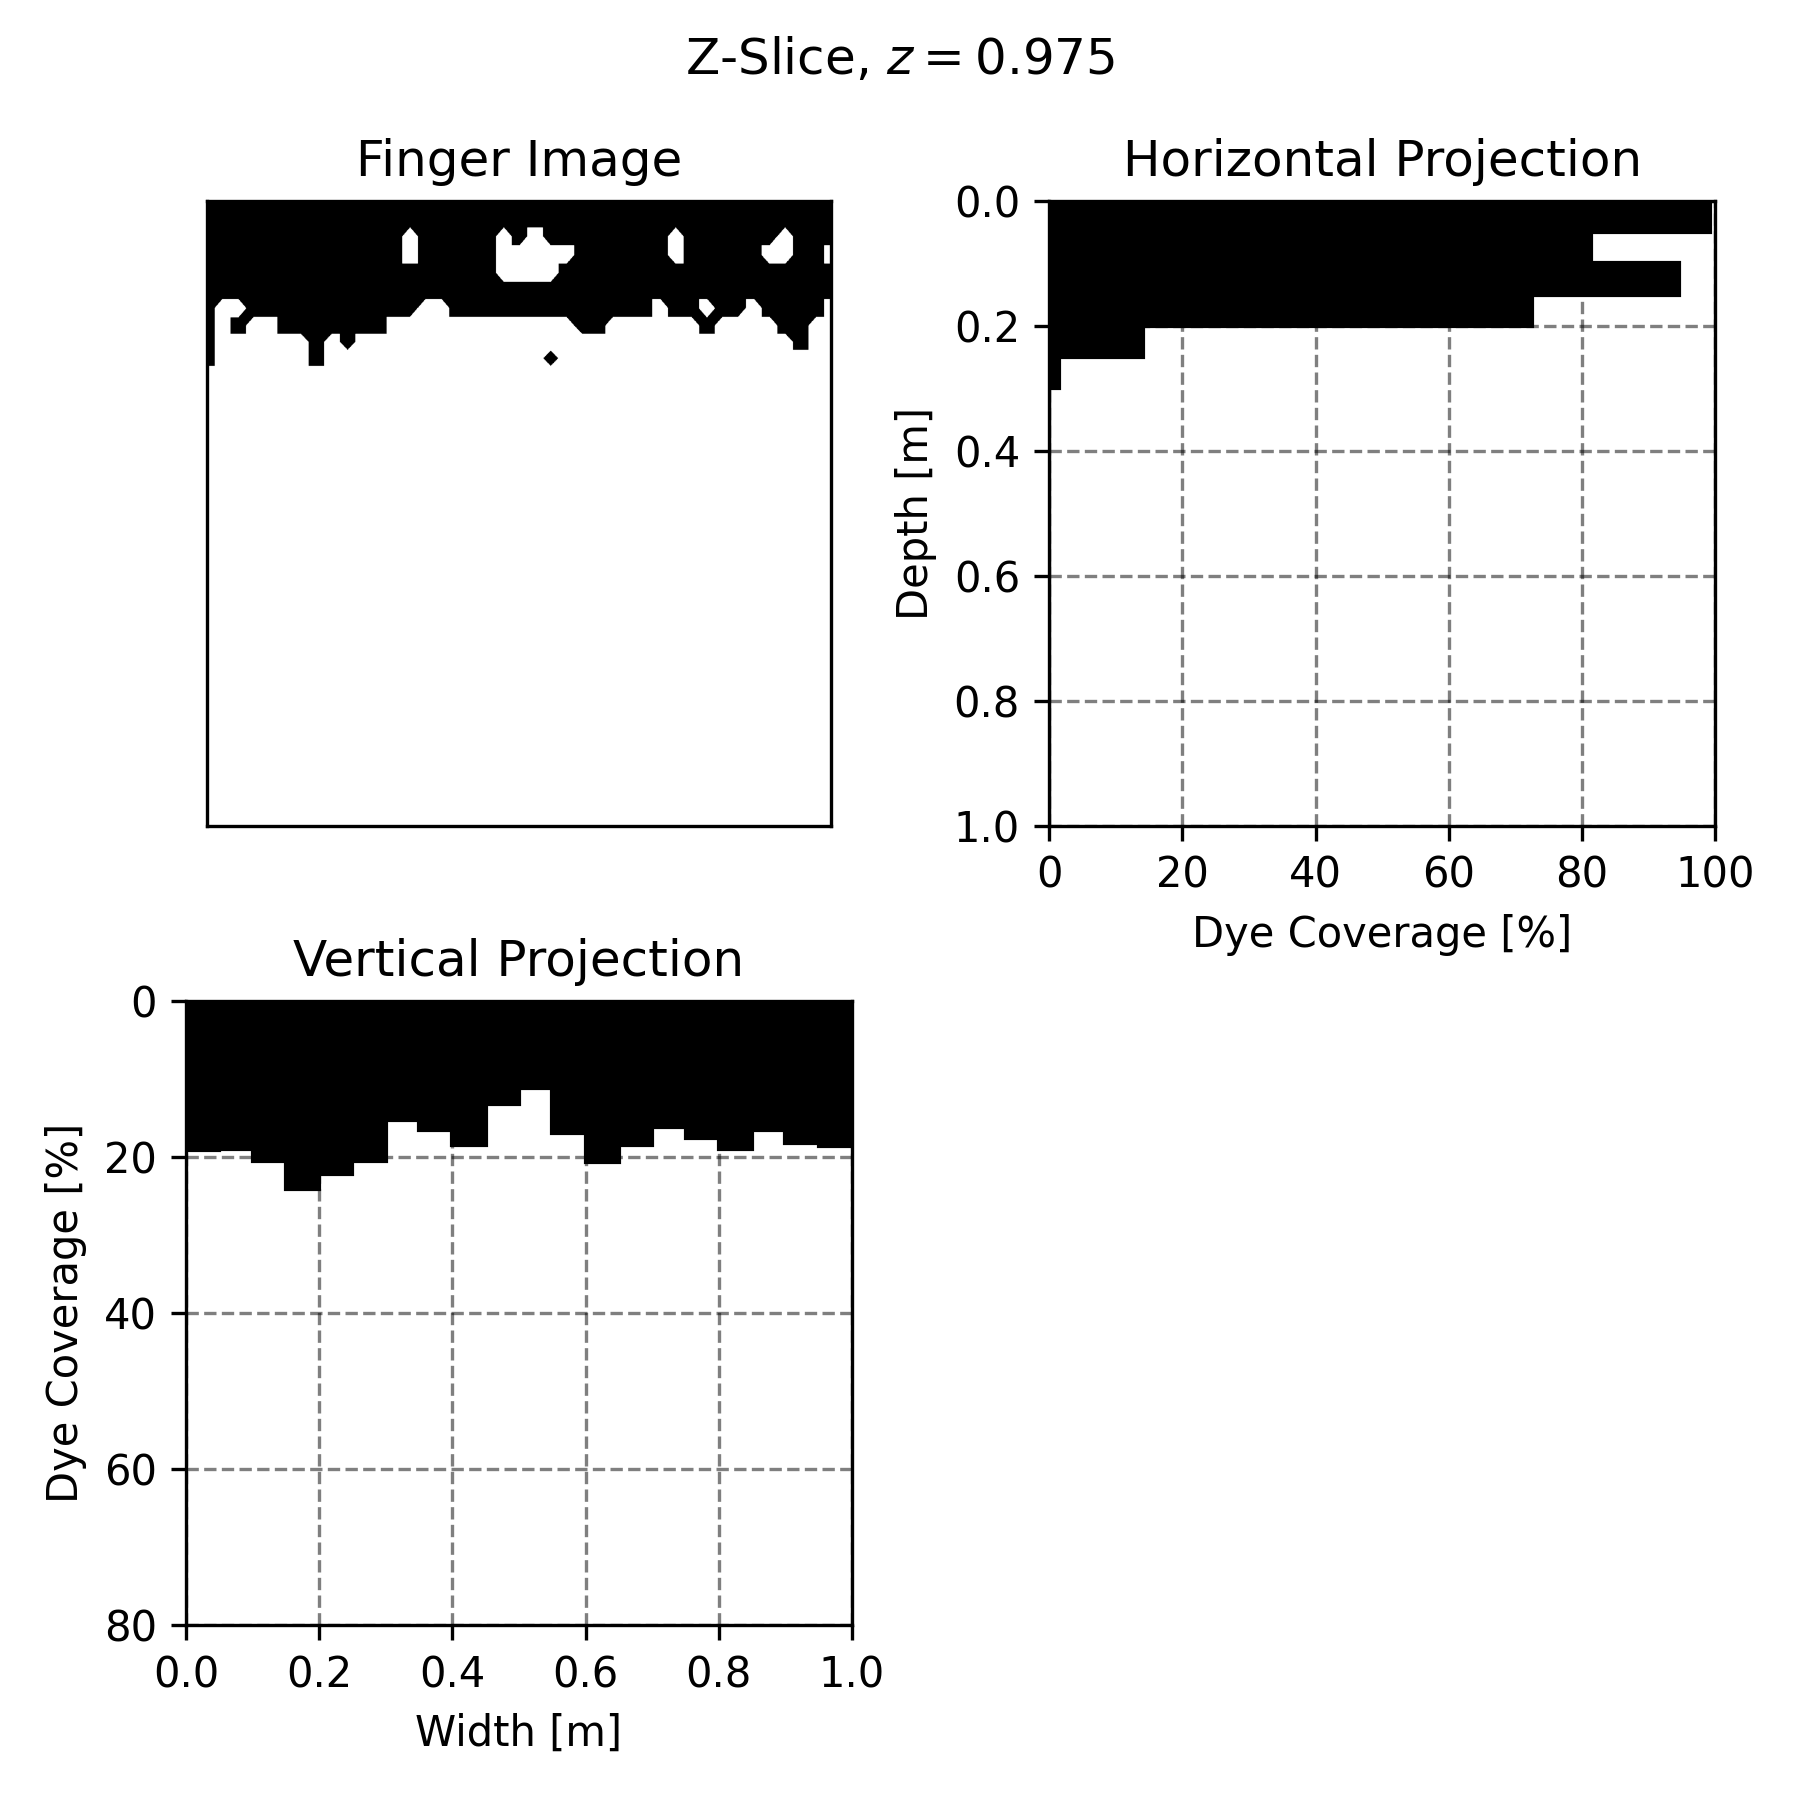 Z-Slice, z = 0.975
Finger Image
Horizontal Projection
0.0
0.2
0.4
0.6
0.8
1.0
Depth [m]
0 20 40 60 80 100
Dye Coverage [%]
Vertical Projection
0
20
40
60
80
Dye Coverage [%]
0.0 0.2 0.4 0.6 0.8 1.0
Width [m]